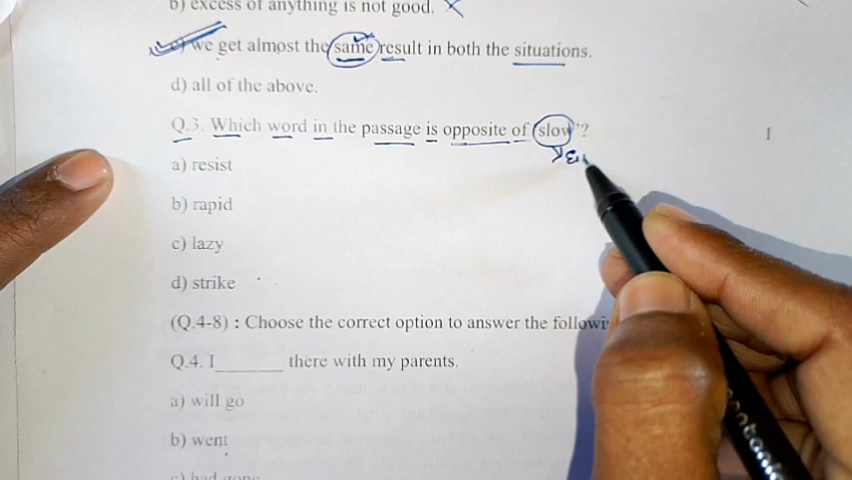 b) excess of anything is not good.
c) we get almost the same result in both the situations.
d) all of the above.
Q.3. Which word in the passage is opposite of 'slow'? 1
a) resist
b) rapid
c) lazy
d) strike
(Q.4-8) : Choose the correct option to answer the followi
Q.4. I_______ there with my parents.
a) will go
b) went
c) had gone